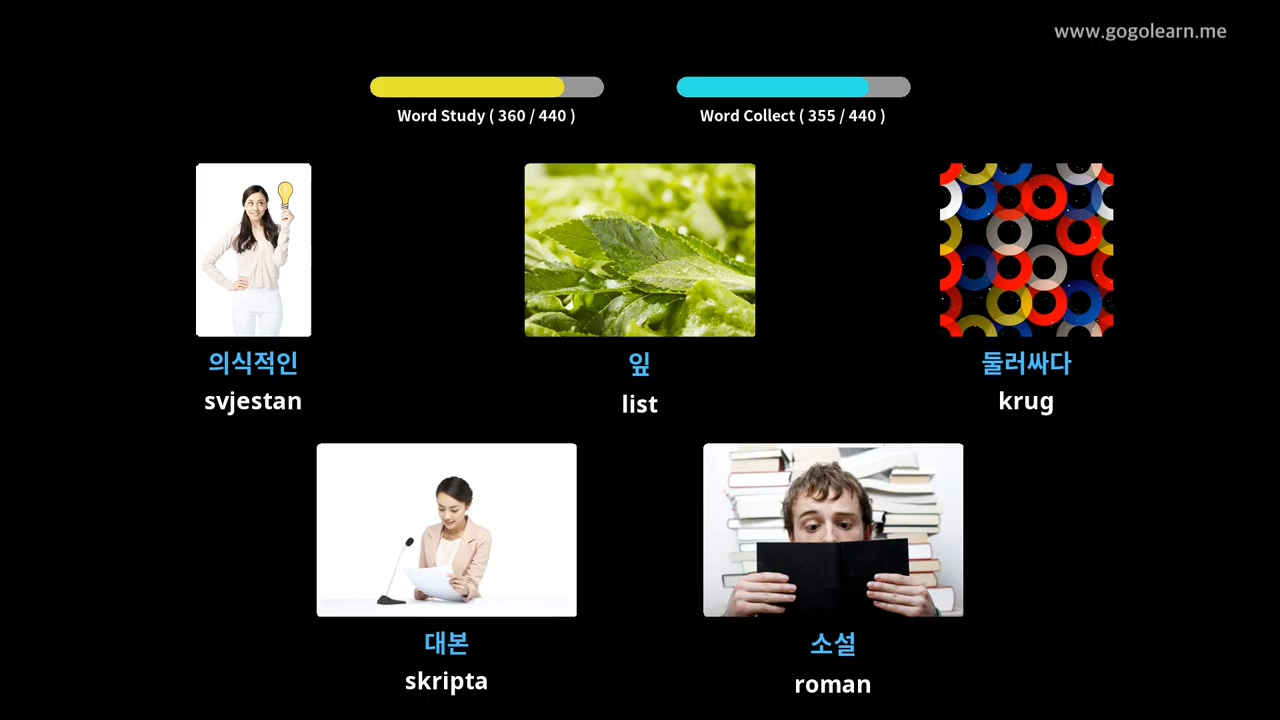 www.gogolearn.me
Word Study ( 360 / 440 )
Word Collect ( 355 / 440 )
의식적인
svjestan
잎
list
둘러싸다
krug
대본
skripta
소설
roman